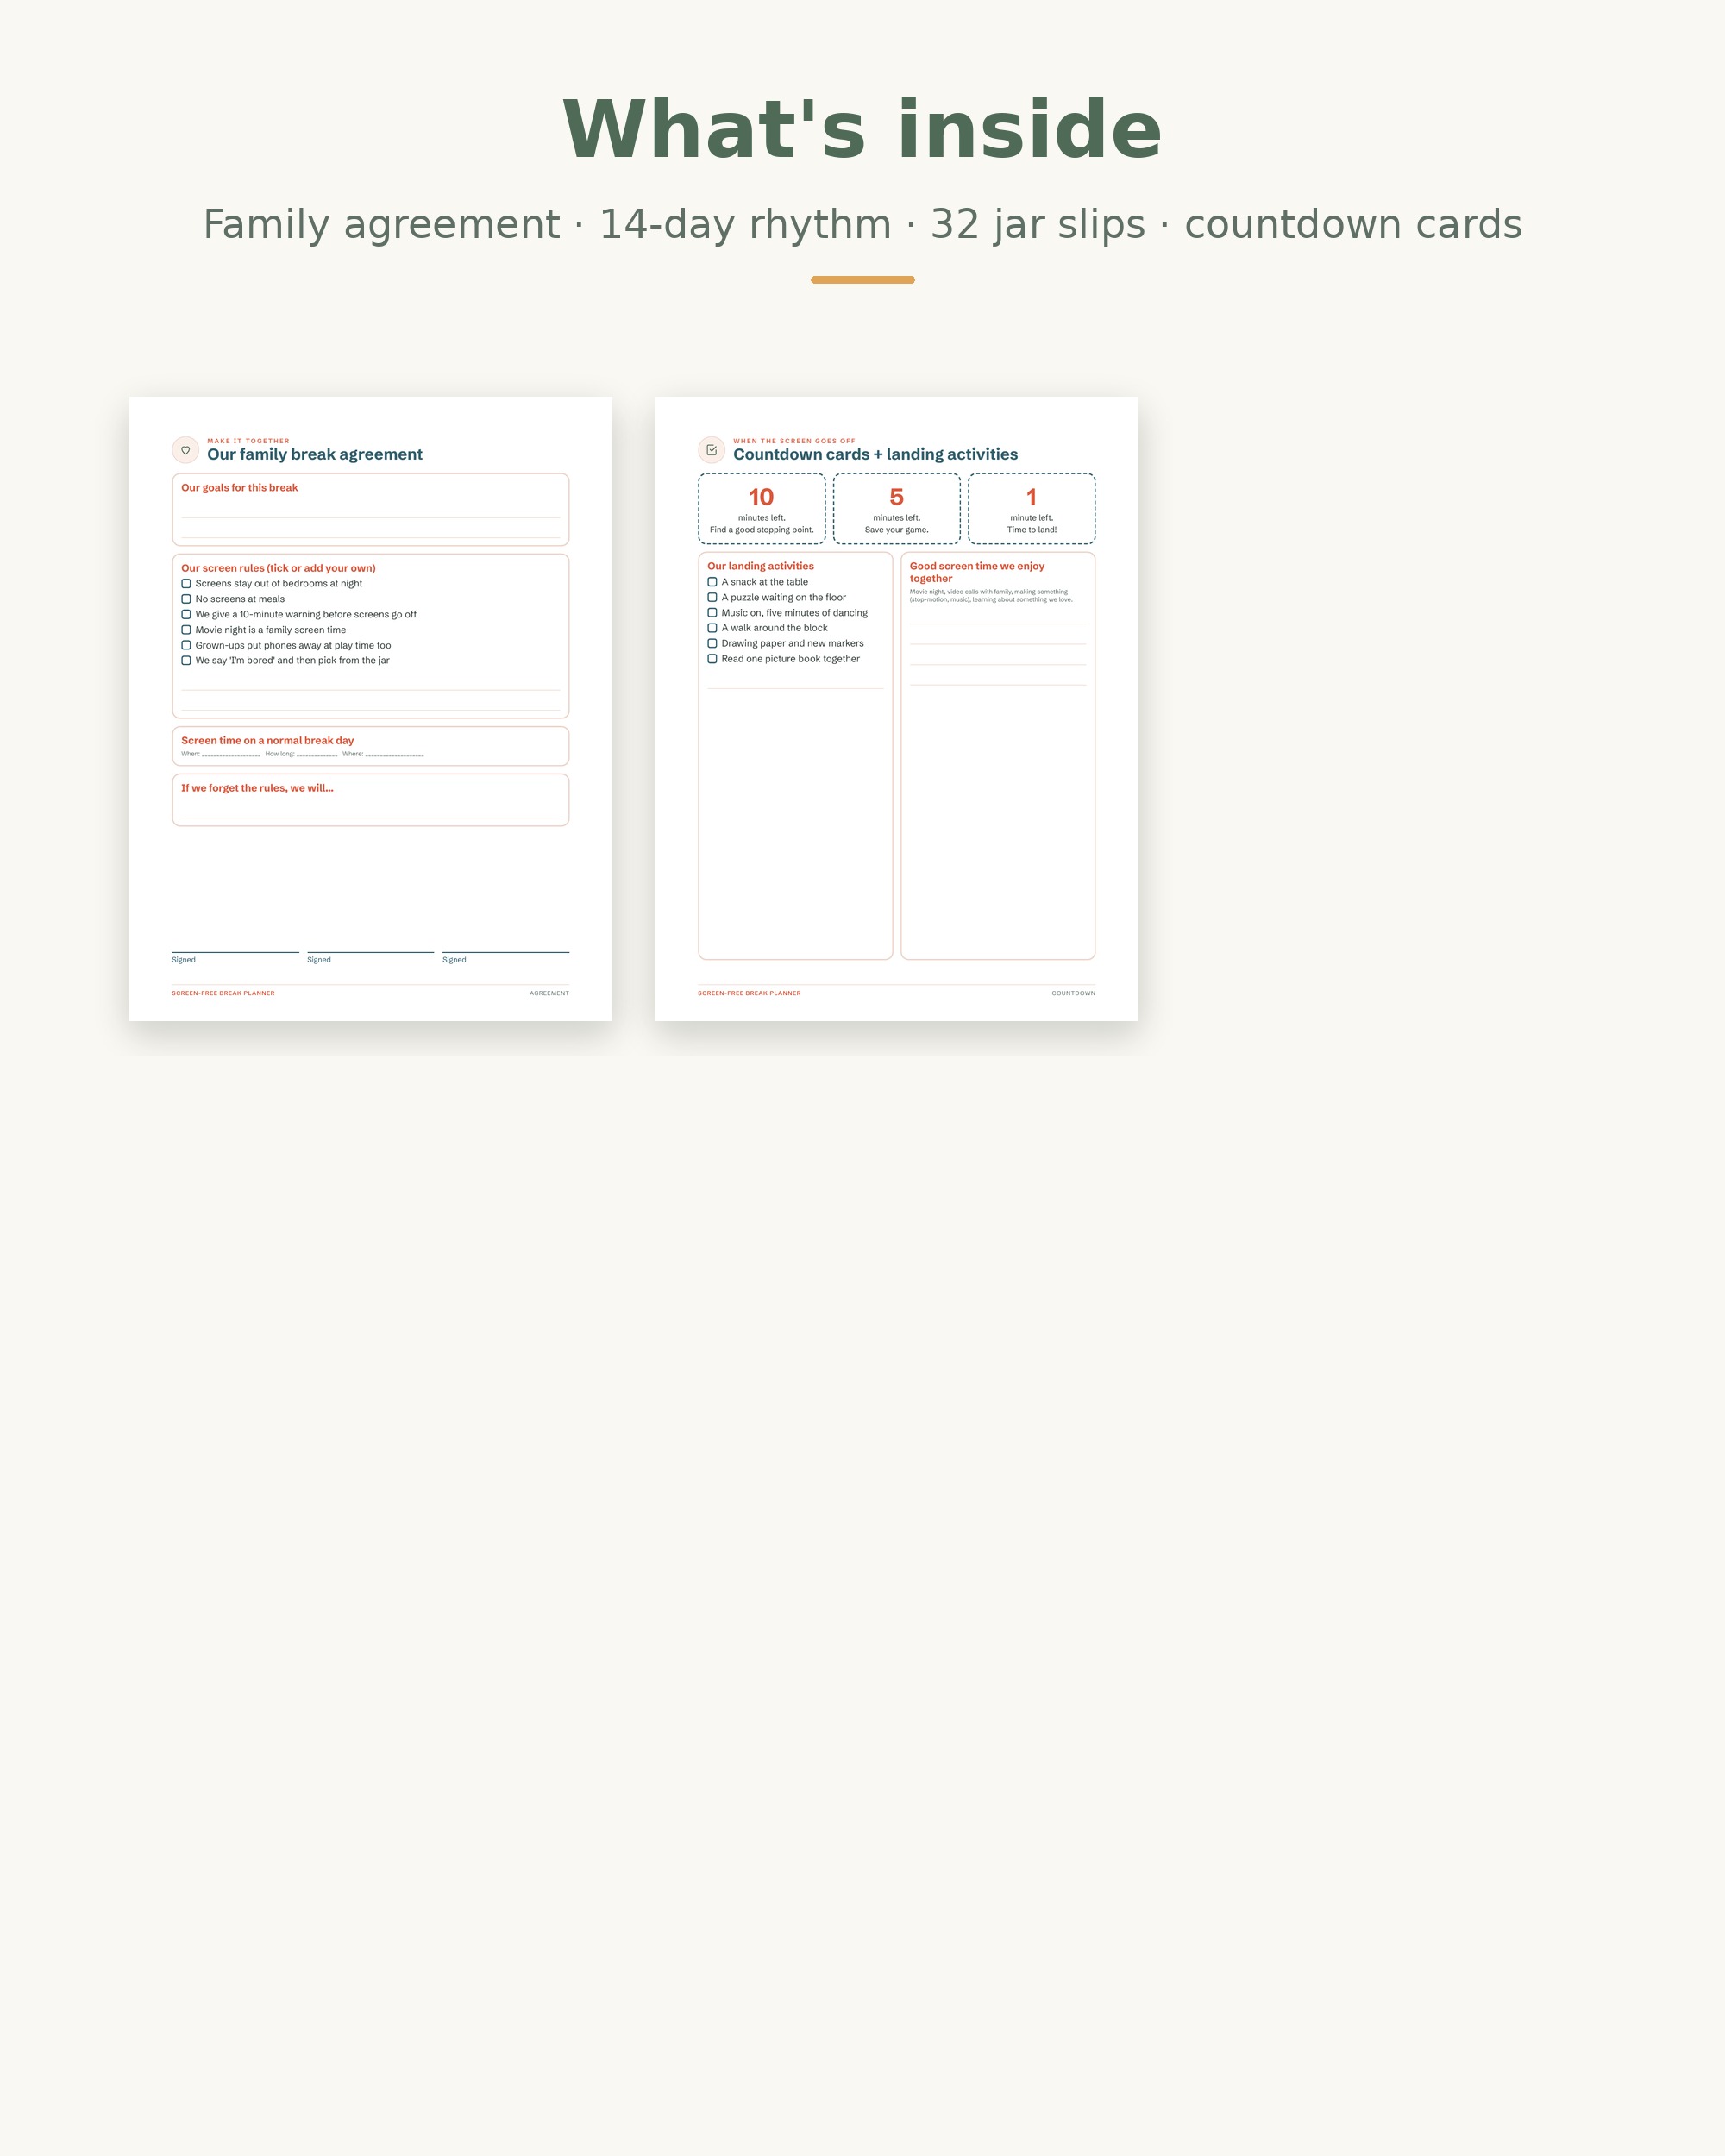 What's inside
Family agreement · 14-day rhythm · 32 jar slips · countdown cards
MAKE IT TOGETHER
Our family break agreement
Our goals for this break
Our screen rules (tick or add your own)
Screens stay out of bedrooms at night
No screens at meals
We give a 10-minute warning before screens go off
Movie night is a family screen time
Grown-ups put phones away at play time too
We say 'I'm bored' and then pick from the jar
Screen time on a normal break day
When: ____________________ How long: ______________ Where: ____________________
If we forget the rules, we will...
Signed
Signed
Signed
SCREEN-FREE BREAK PLANNER
AGREEMENT
WHEN THE SCREEN GOES OFF
Countdown cards + landing activities
10
minutes left.
Find a good stopping point.
5
minutes left.
Save your game.
1
minute left.
Time to land!
Our landing activities
A snack at the table
A puzzle waiting on the floor
Music on, five minutes of dancing
A walk around the block
Drawing paper and new markers
Read one picture book together
Good screen time we enjoy
together
Movie night, video calls with family, making something
(stop-motion, music), learning about something we love.
SCREEN-FREE BREAK PLANNER
COUNTDOWN